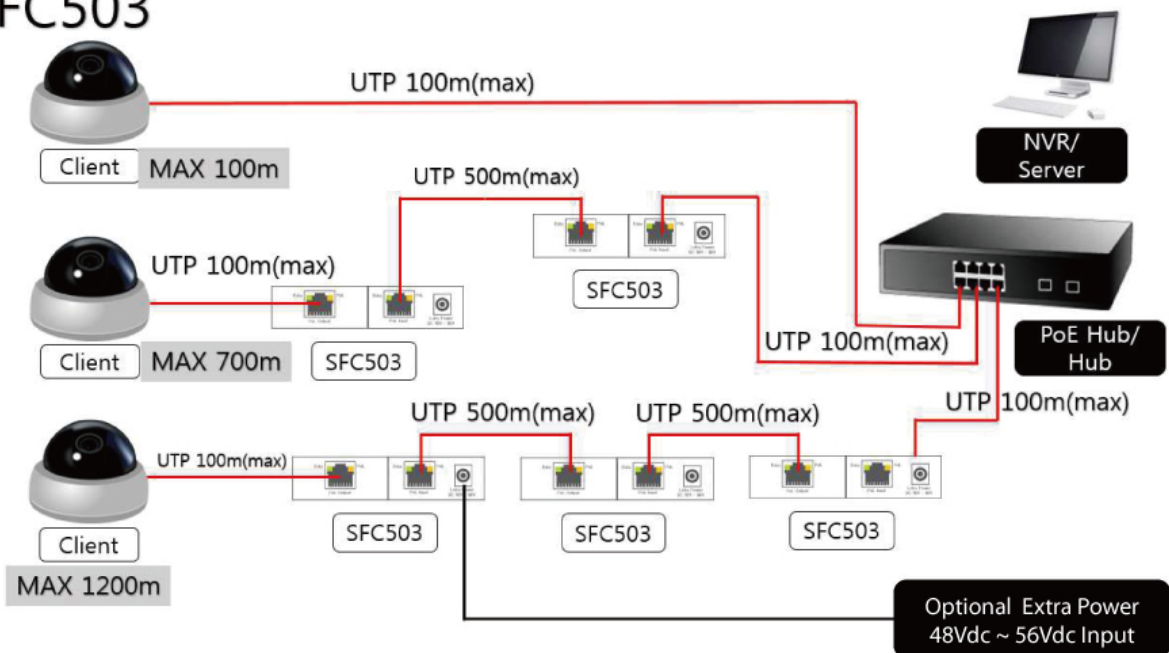 FC503
UTP 100m(max)
Client
MAX 100m
NVR/
Server
UTP 500m(max)
SFC503
UTP 100m(max)
Client
MAX 700m
SFC503
UTP 100m(max)
PoE Hub/
Hub
UTP 500m(max)
UTP 500m(max)
UTP 100m(max)
UTP 100m(max)
SFC503
SFC503
SFC503
Client
MAX 1200m
Optional Extra Power
48Vdc ~ 56Vdc Input